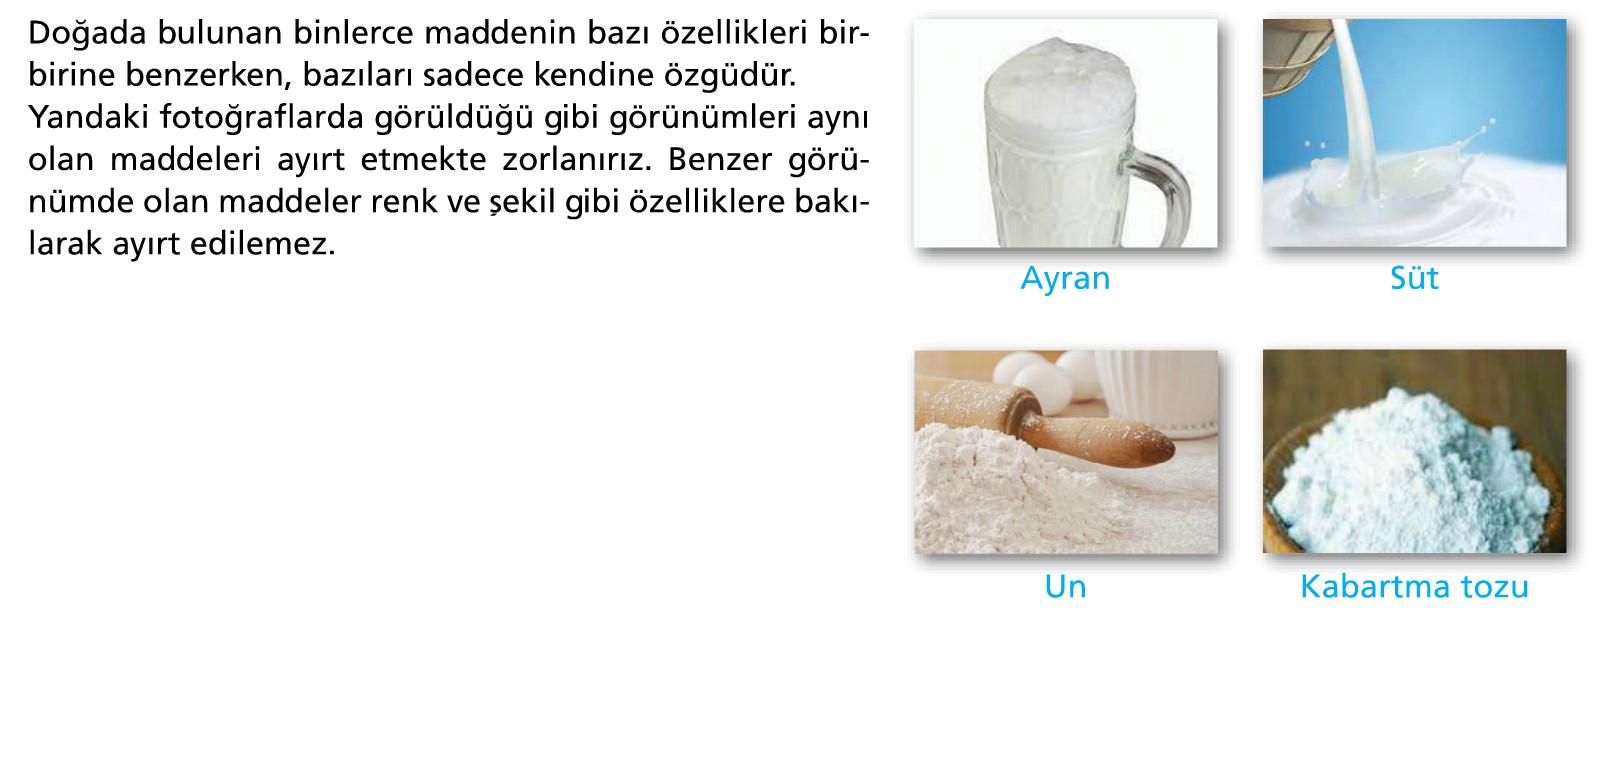 Doğada bulunan binlerce maddenin bazı özellikleri bir-
birine benzerken, bazıları sadece kendine özgüdür.
Yandaki fotoğraflarda görüldüğü gibi görünümleri aynı
olan maddeleri ayırt etmekte zorlanırız. Benzer görü-
nümde olan maddeler renk ve şekil gibi özelliklere bakı-
larak ayırt edilemez.
Ayran
Süt
Un
Kabartma tozu